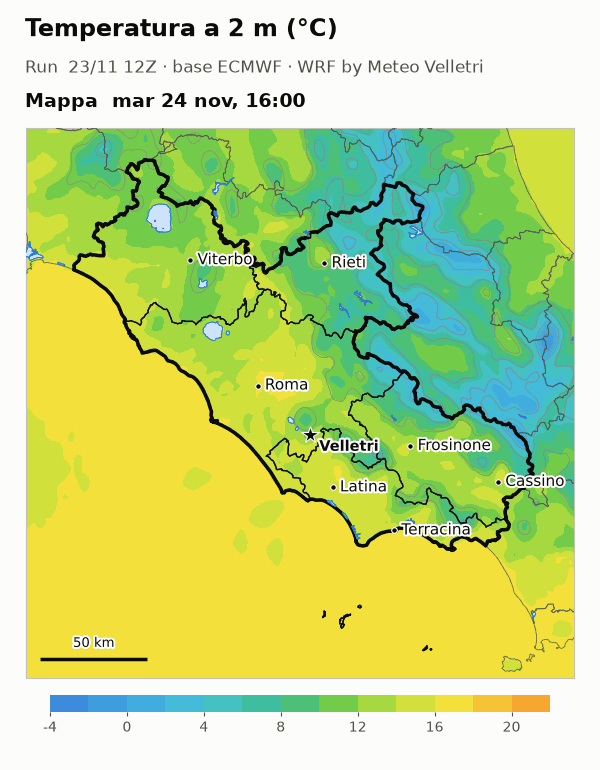 Temperatura a 2 m (°C)
Run  23/11 12Z · base ECMWF · WRF by Meteo Velletri
Mappa  mar 24 nov, 16:00
Viterbo
Rieti
Roma
Velletri
Frosinone
Latina
Cassino
Terracina
50 km
-4 0 4 8 12 16 20